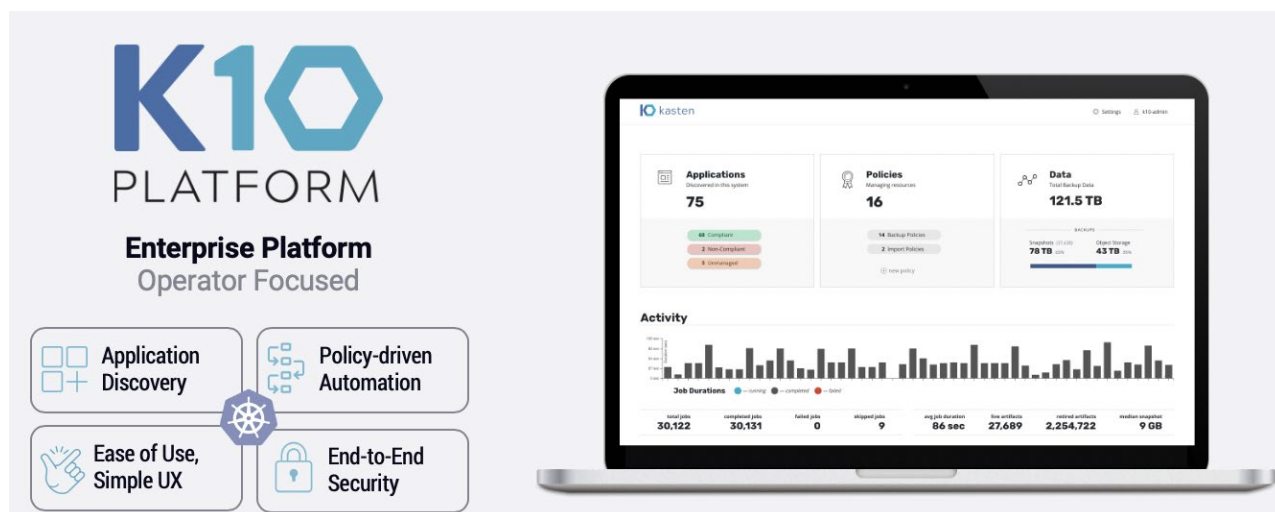 K10
PLATFORM
Enterprise Platform
Operator Focused
Application
Discovery
Policy-driven
Automation
Ease of Use,
Simple UX
End-to-End
Security
kasten
Settings
k10-admin
Applications
Discovered in this system
75
68 Compliant
2 Non-Compliant
5 Unmanaged
Policies
Managing resources
16
14 Backup Policies
2 Import Policies
new policy
Data
Total Backup Data
121.5 TB
BACKUPS
Snapshots
Object Storage
78 TB
43 TB
Activity
Job Durations
— running
— completed
— failed
total jobs
30,122
completed jobs
30,131
failed jobs
0
skipped jobs
9
avg job duration
86 sec
live artifacts
27,689
retired artifacts
2,254,722
median snapshot
9 GB